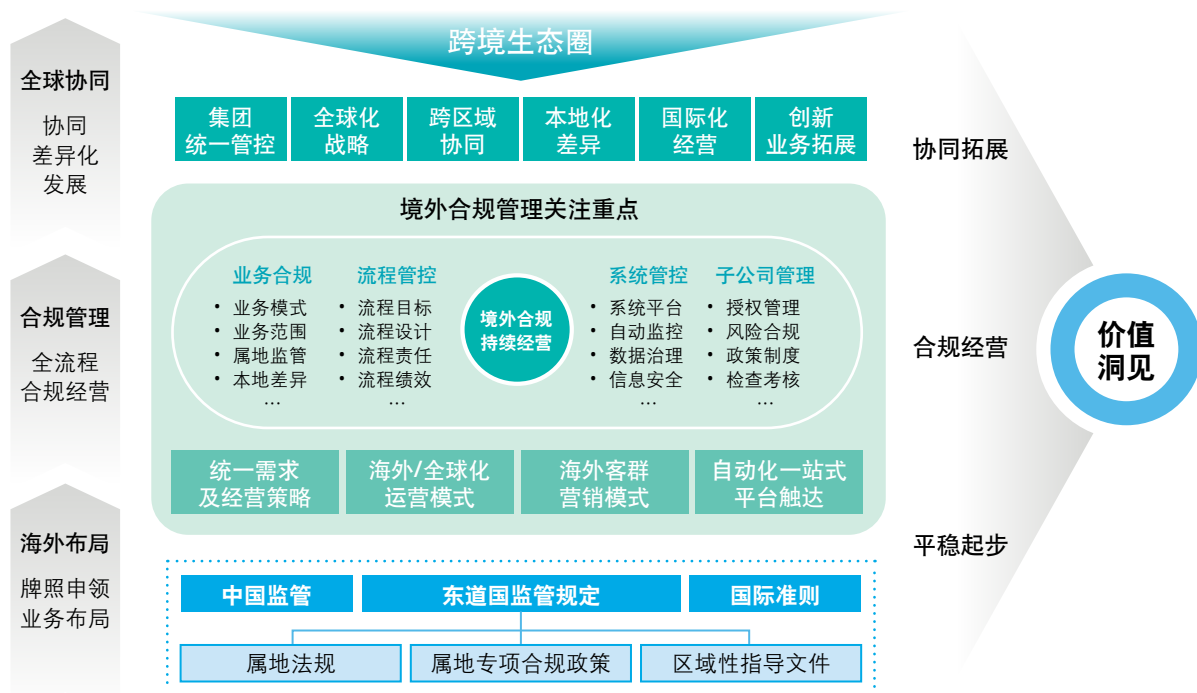 跨境生态圈
全球协同
协同
差异化
发展
集团
统一管控
全球化
战略
跨区域
协同
本地化
差异
国际化
经营
创新
业务拓展
协同拓展
境外合规管理关注重点
合规管理
全流程
合规经营
业务合规
• 业务模式
• 业务范围
• 属地监管
• 本地差异
…
流程管控
• 流程目标
• 流程设计
• 流程责任
• 流程绩效
…
境外合规
持续经营
系统管控
• 系统平台
• 自动监控
• 数据治理
• 信息安全
…
子公司管理
• 授权管理
• 风险合规
• 政策制度
• 检查考核
…
合规经营
价值
洞见
统一需求
及经营策略
海外/全球化
运营模式
海外客群
营销模式
自动化一站式
平台触达
海外布局
牌照申领
业务布局
平稳起步
中国监管
东道国监管规定
国际准则
属地法规
属地专项合规政策
区域性指导文件